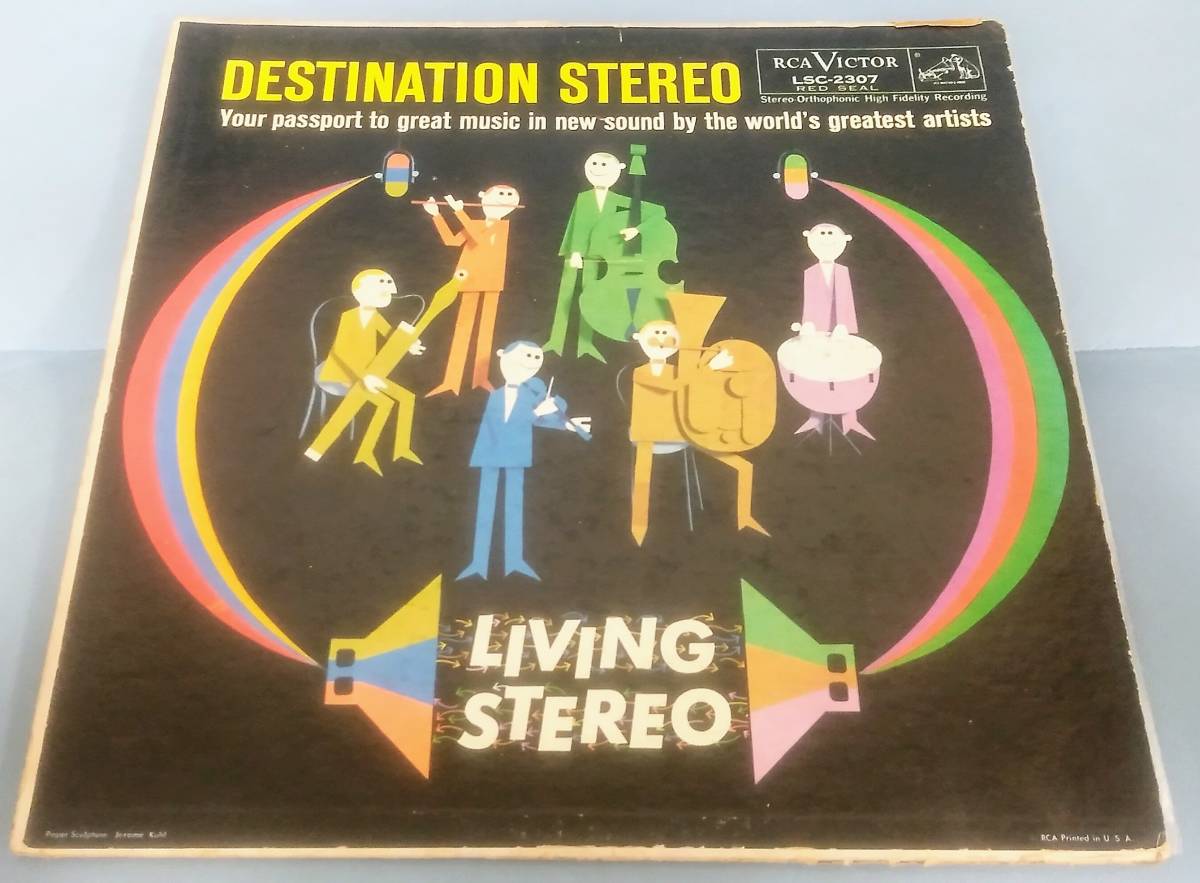 DESTINATION STEREO
RCA VICTOR
LSC-2307
RED SEAL
Stereo-Orthophonic High Fidelity Recording
Your passport to great music in new sound by the world's greatest artists
LIVING
STEREO
Paper Sculpture: Jerome Kuhl
RCA Printed in U. S. A.